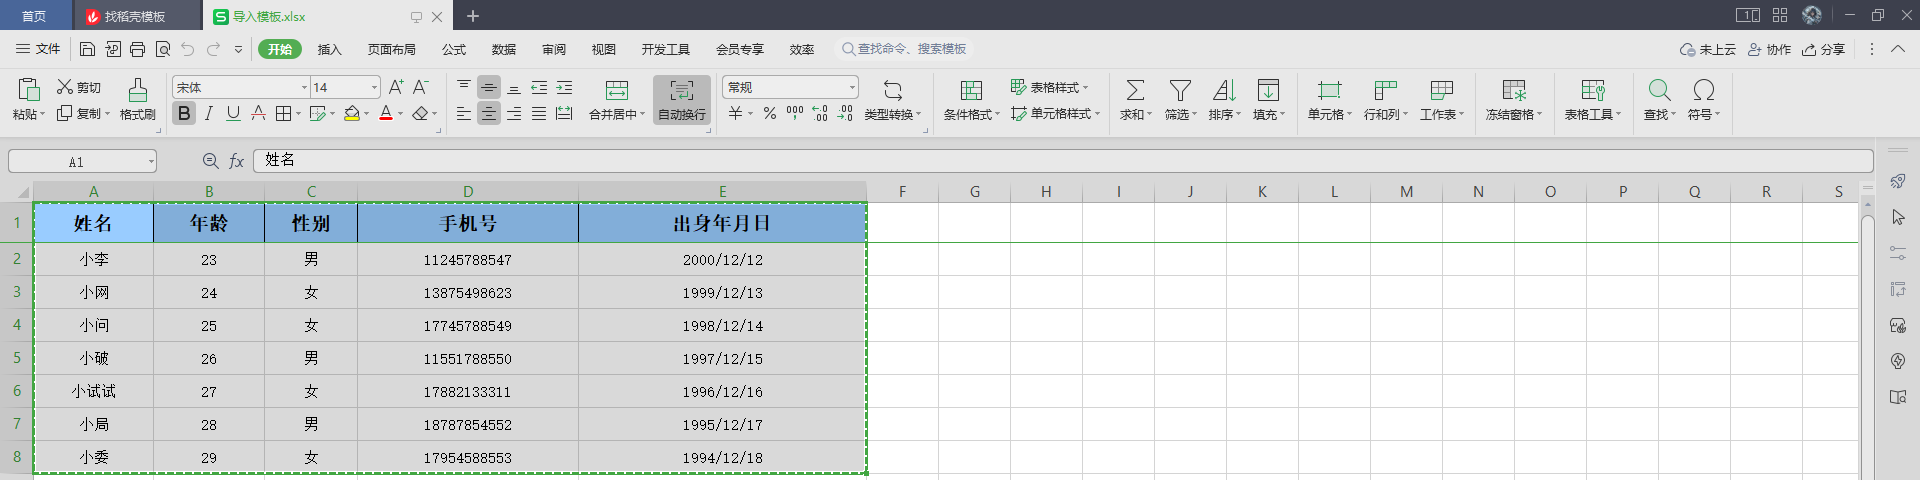 首页 找稻壳模板 导入模板.xlsx
文件 开始 插入 页面布局 公式 数据 审阅 视图 开发工具 会员专享 效率 查找命令、搜索模板 未上云 协作 分享
粘贴 剪切 复制 格式刷 宋体 14 合并居中 自动换行 常规 类型转换 条件格式 表格样式 单元格样式 求和 筛选 排序 填充 单元格 行和列 工作表 冻结窗格 表格工具 查找 符号
A1 fx 姓名
A B C D E F G H I J K L M N O P Q R S
1 姓名 年龄 性别 手机号 出身年月日
2 小李 23 男 11245788547 2000/12/12
3 小网 24 女 13875498623 1999/12/13
4 小问 25 女 17745788549 1998/12/14
5 小破 26 男 11551788550 1997/12/15
6 小试试 27 女 17882133311 1996/12/16
7 小局 28 男 18787854552 1995/12/17
8 小委 29 女 17954588553 1994/12/18